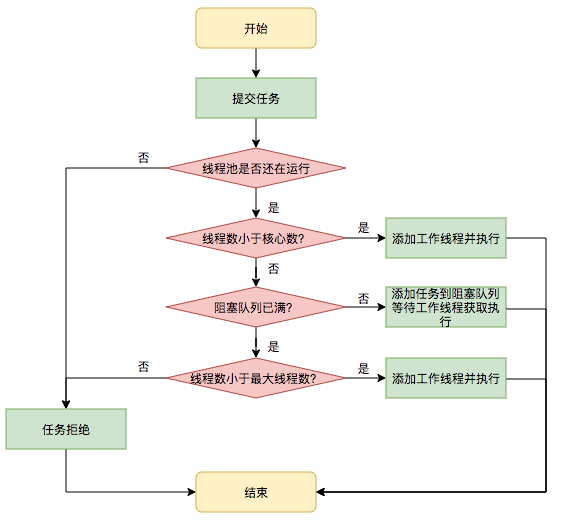 开始
提交任务
线程池是否还在运行
否
是
线程数小于核心数?
是
添加工作线程并执行
否
阻塞队列已满?
否
添加任务到阻塞队列
等待工作线程获取执
行
是
线程数小于最大线程数?
否
是
添加工作线程并执行
任务拒绝
结束